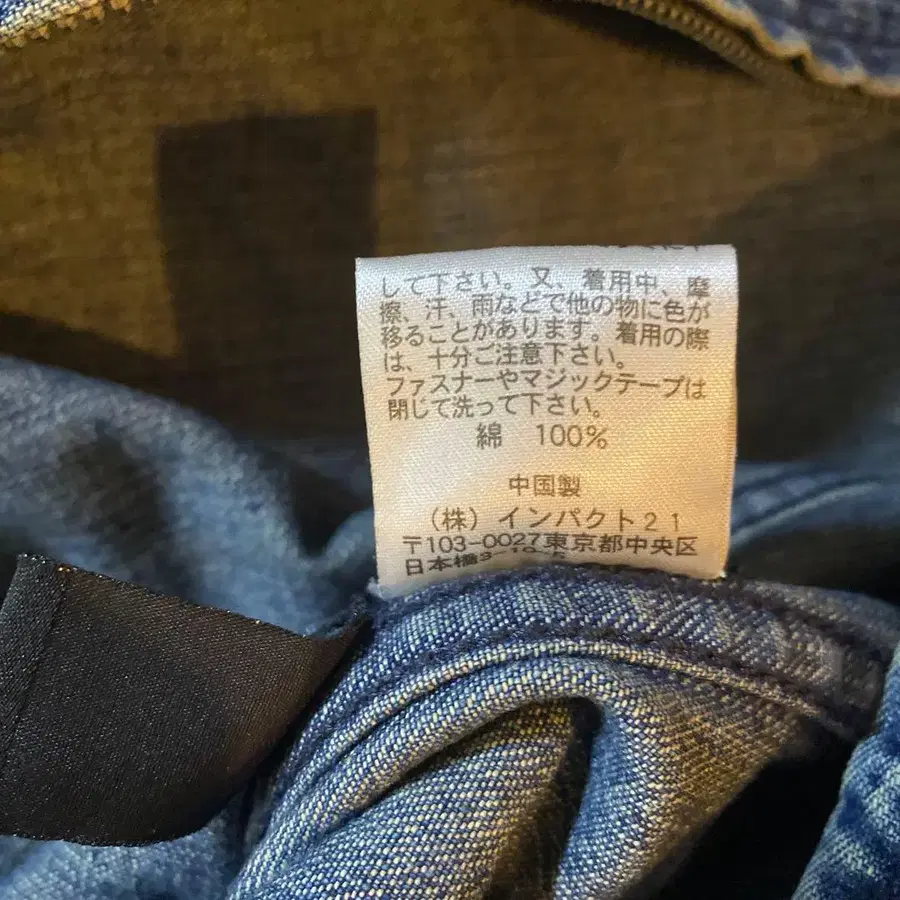 して下さい。又、着用中、摩
擦、汗、雨などで他の物に色が
移ることがあります。着用の際
は、十分ご注意下さい。
ファスナーやマジックテープは
閉じて洗って下さい。
綿 100%
中国製
(株) インパクト21
〒103-0027東京都中央区
日本橋3-10-5